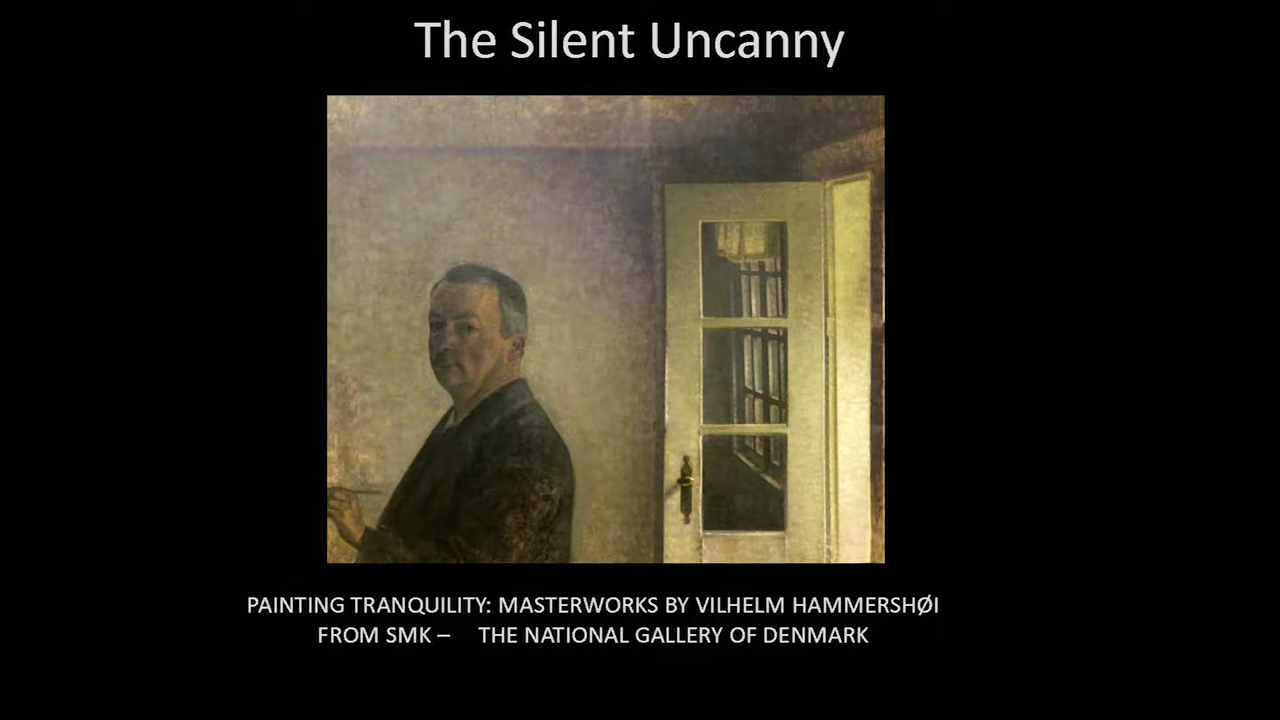 The Silent Uncanny
PAINTING TRANQUILITY: MASTERWORKS BY VILHELM HAMMERSHØI
FROM SMK – THE NATIONAL GALLERY OF DENMARK